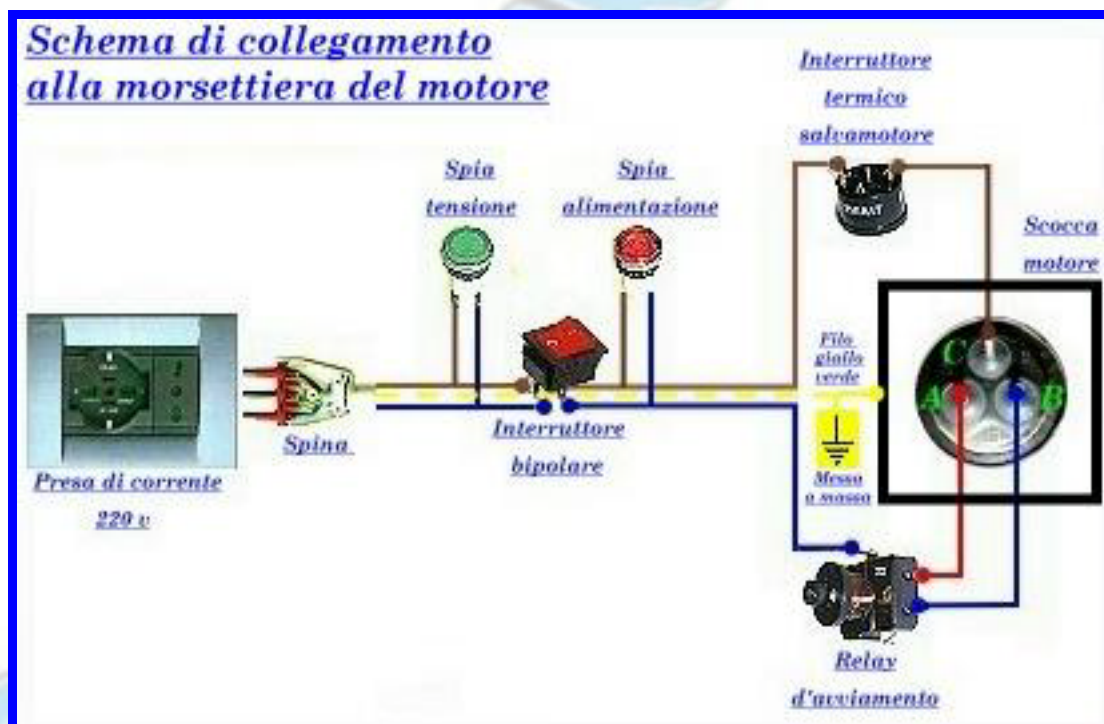 Schema di collegamento
alla morsettiera del motore
Interruttore
termico
salvamotore
Spia
tensione
Spia
alimentazione
Scocca
motore
Filo
giallo
verde
C
A
B
Spina
Interruttore
bipolare
Presa di corrente
220 v
Messa
a massa
Relay
d'avviamento